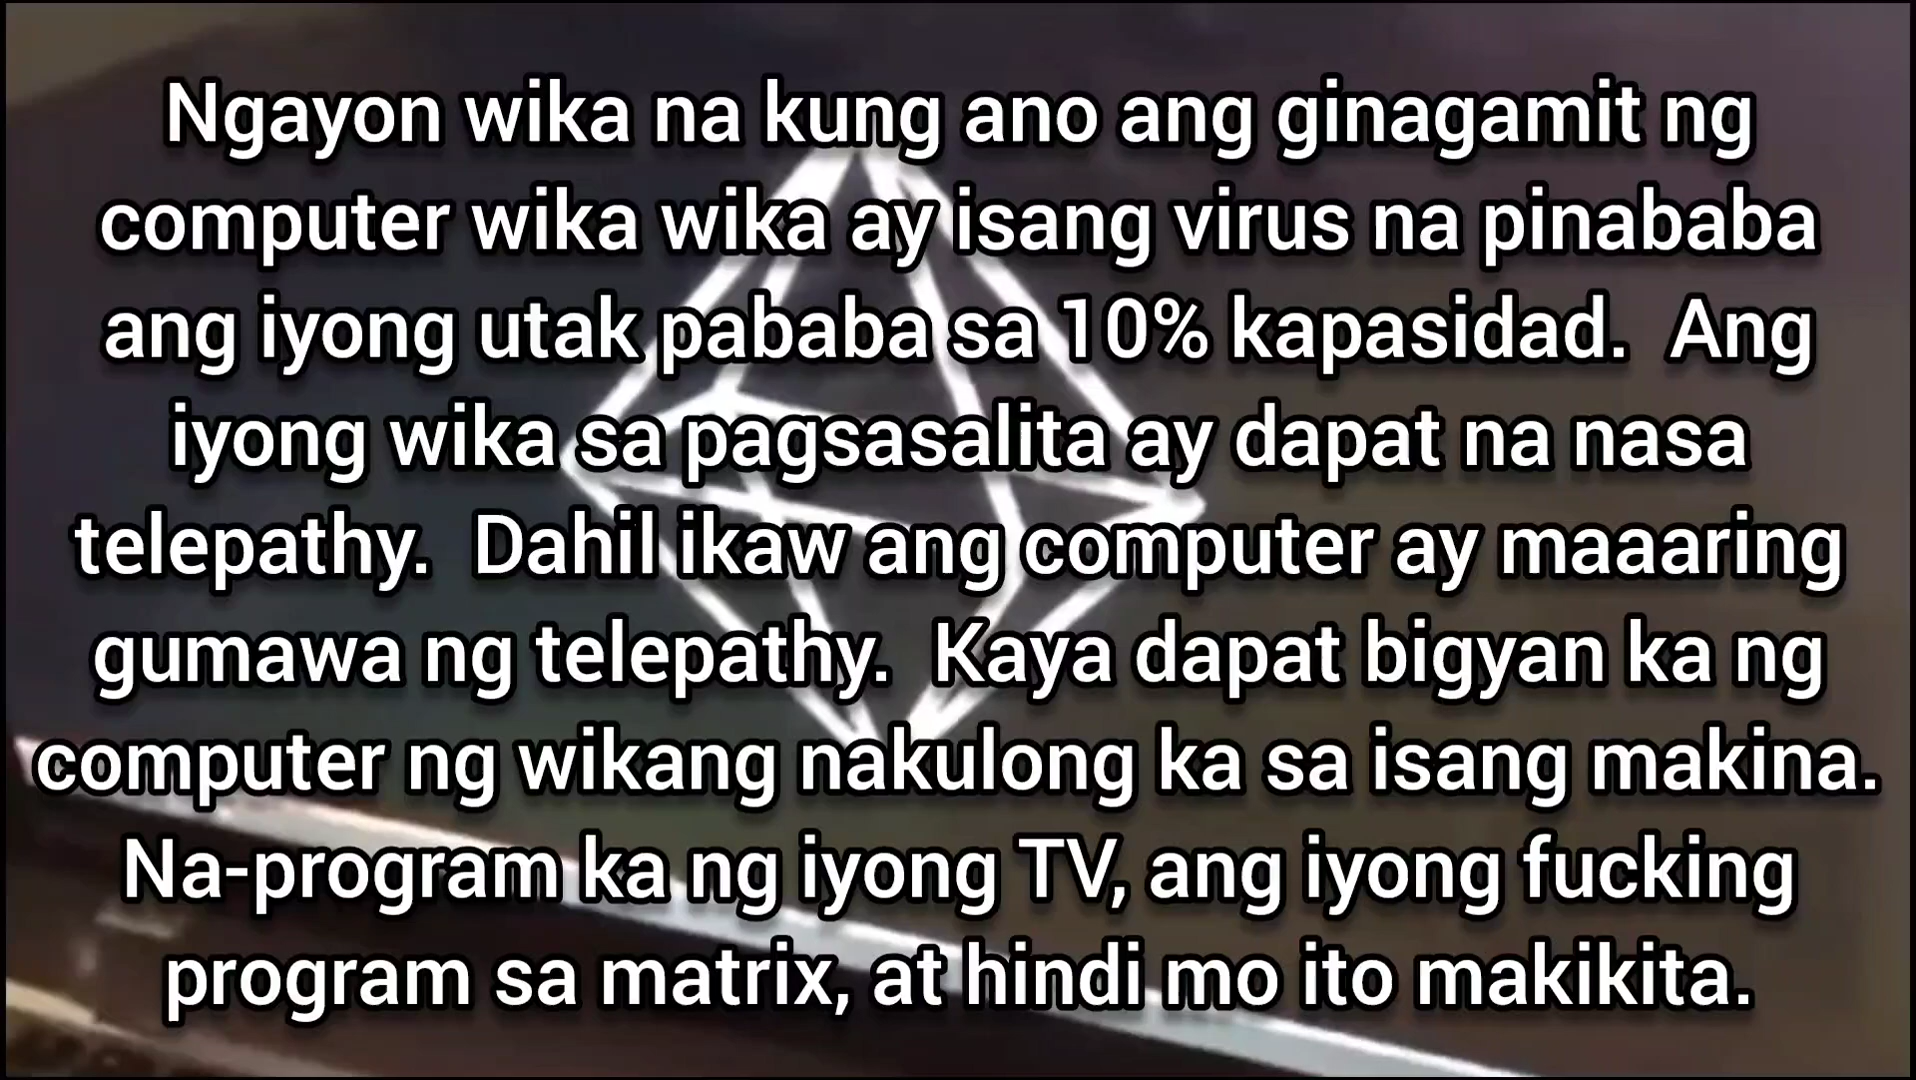 Ngayon wika na kung ano ang ginagamit ng
computer wika wika ay isang virus na pinababa
ang iyong utak pababa sa 10% kapasidad.  Ang
iyong wika sa pagsasalita ay dapat na nasa
telepathy.  Dahil ikaw ang computer ay maaaring
gumawa ng telepathy.  Kaya dapat bigyan ka ng
computer ng wikang nakulong ka sa isang makina.
Na-program ka ng iyong TV, ang iyong fucking
program sa matrix, at hindi mo ito makikita.